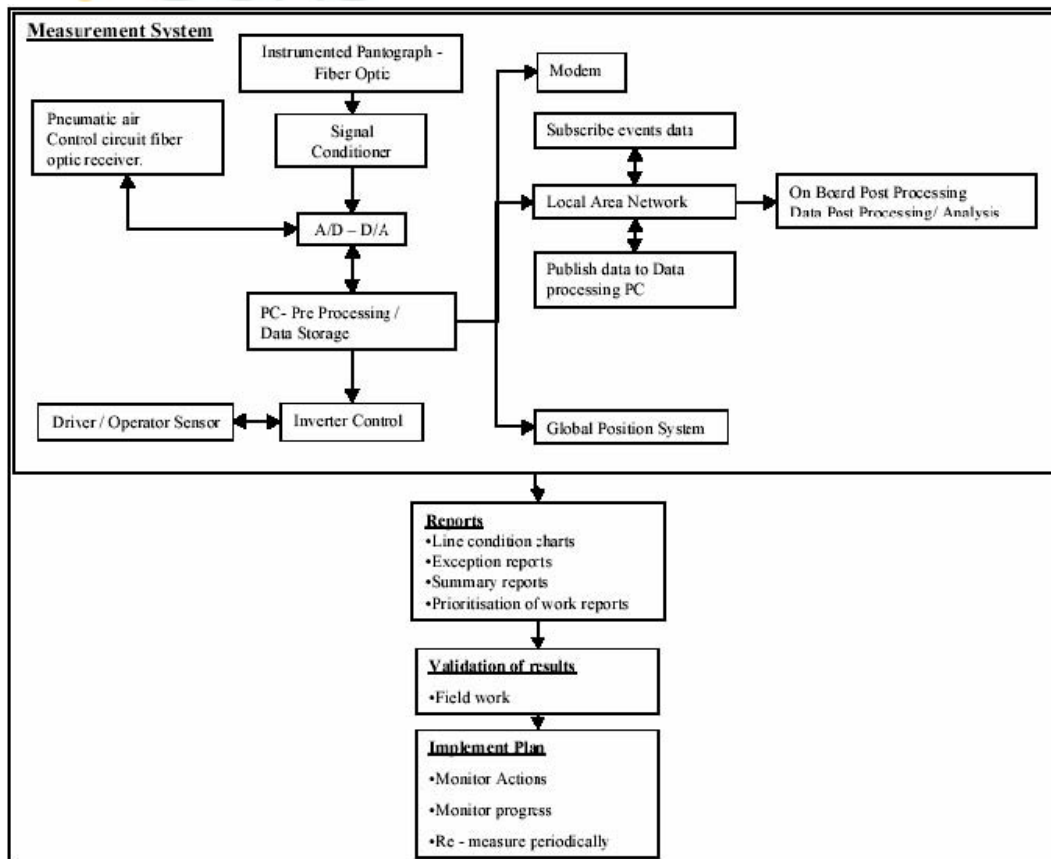 Measurement System
Instrumented Pantograph -
Fiber Optic
Modem
Pneumatic air
Control circuit fiber
optic receiver.
Signal
Conditioner
Subscribe events data
Local Area Network
On Board Post Processing
Data Post Processing/ Analysis
A/D – D/A
Publish data to Data
processing PC
PC- Pre Processing /
Data Storage
Driver / Operator Sensor
Inverter Control
Global Position System
Reports
•Line condition charts
•Exception reports
•Summary reports
•Prioritisation of work reports
Validation of results
•Field work
Implement Plan
•Monitor Actions
•Monitor progress
•Re - measure periodically